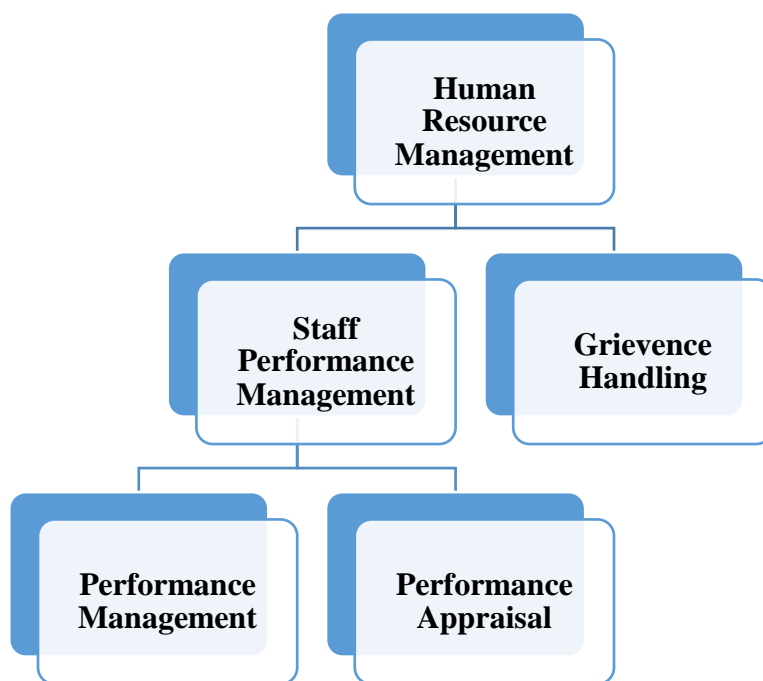 Human
Resource
Management
Staff
Performance
Management
Grievence
Handling
Performance
Management
Performance
Appraisal